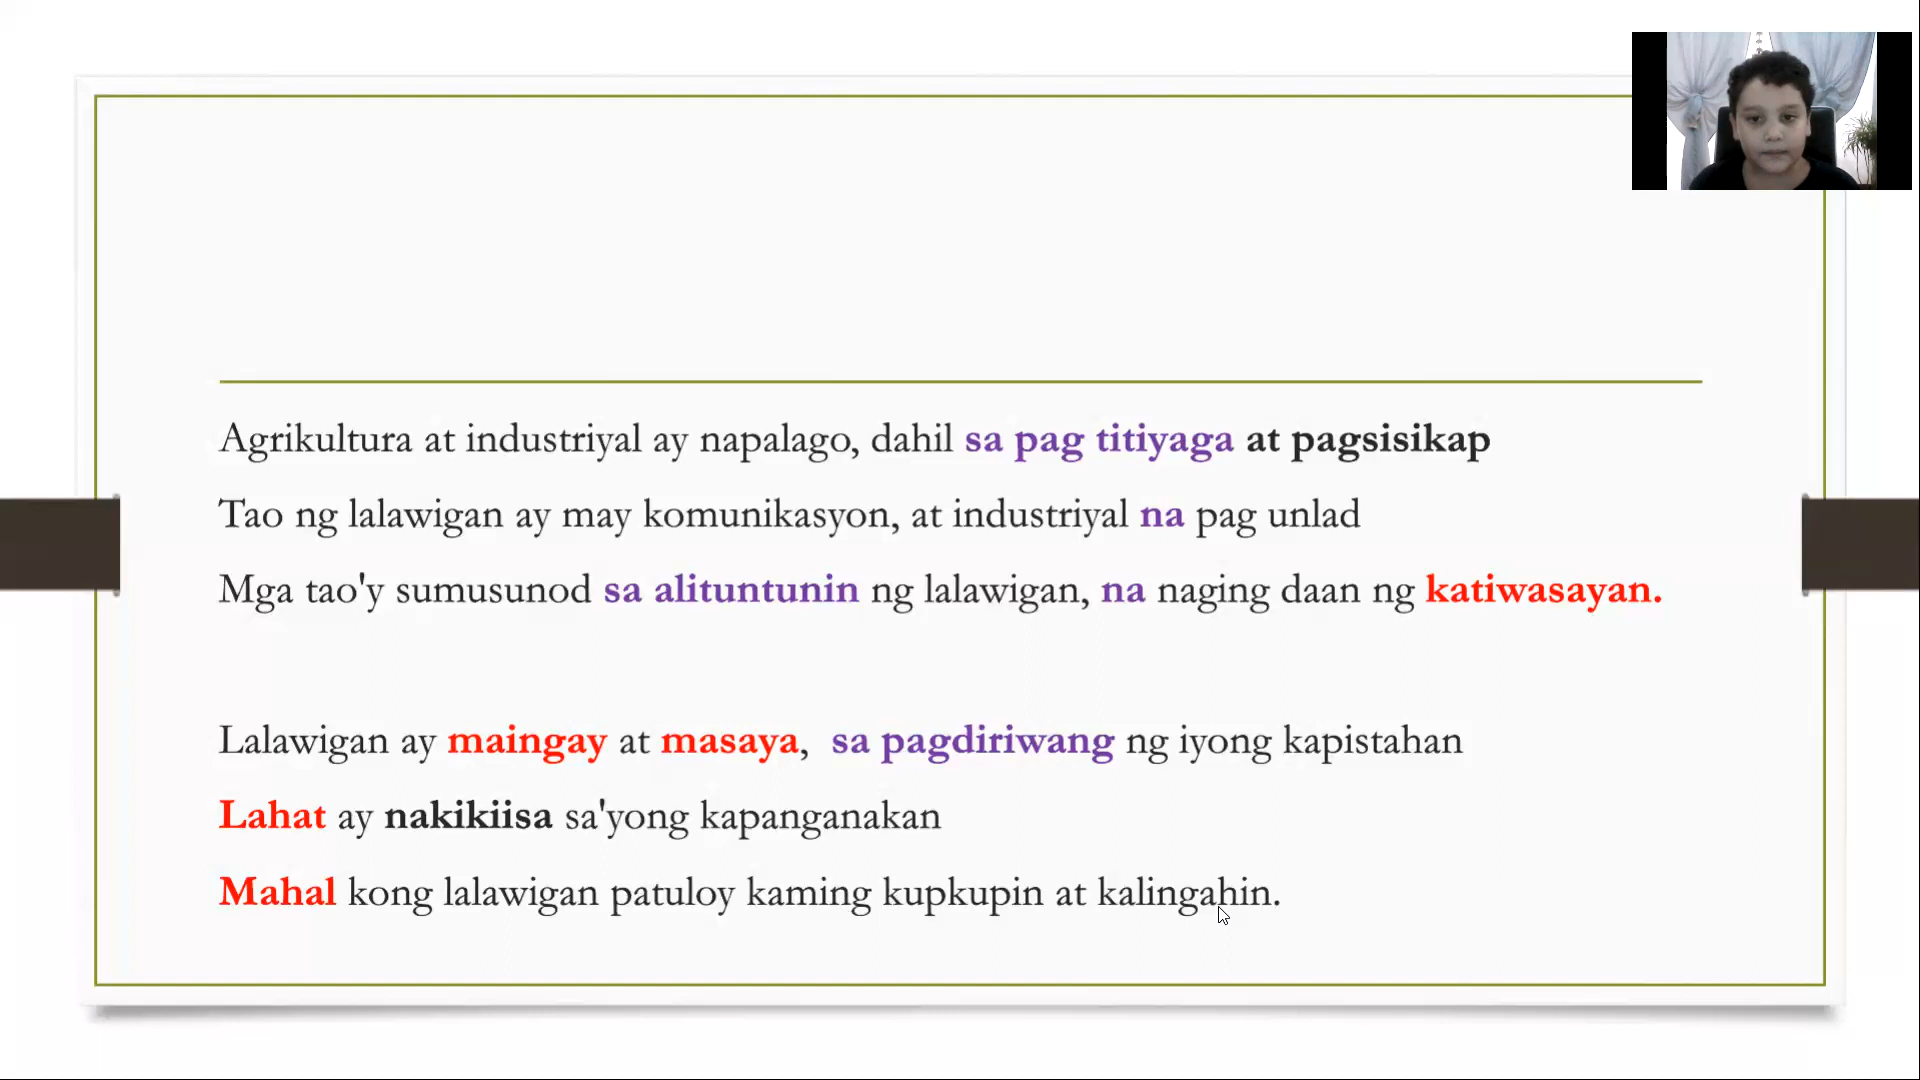 Agrikultura at industriyal ay napalago, dahil sa pag titiyaga at pagsisikap
Tao ng lalawigan ay may komunikasyon, at industriyal na pag unlad
Mga tao'y sumusunod sa alituntunin ng lalawigan, na naging daan ng katiwasayan.
Lalawigan ay maingay at masaya, sa pagdiriwang ng iyong kapistahan
Lahat ay nakikiisa sa'yong kapanganakan
Mahal kong lalawigan patuloy kaming kupkupin at kalingahin.